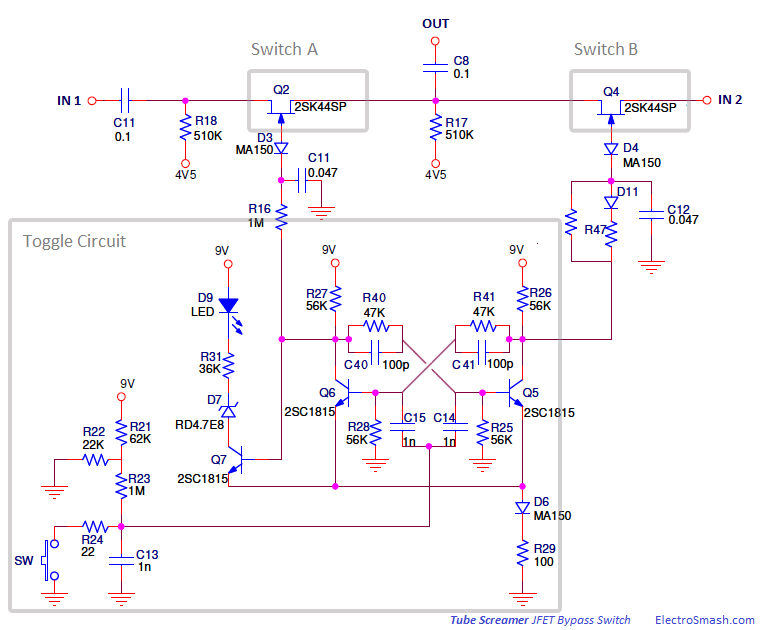 OUT
Switch A
Switch B
C8
0.1
IN 1
C11
0.1
Q2
2SK44SP
Q4
2SK44SP
IN 2
R18
510K
4V5
R17
510K
4V5
D3
MA150
C11
0.047
D4
MA150
D11
R16
1M
R47
C12
0.047
Toggle Circuit
9V
9V
9V
D9
LED
R27
56K
R40
47K
R41
47K
R26
56K
C40
100p
C41
100p
R31
36K
D7
RD4.7E8
Q6
2SC1815
Q5
2SC1815
9V
R21
62K
R22
22K
R28
56K
C15
1n
C14
1n
R25
56K
Q7
2SC1815
R23
1M
D6
MA150
R24
22
SW
C13
1n
R29
100
Tube Screamer JFET Bypass Switch
ElectroSmash.com